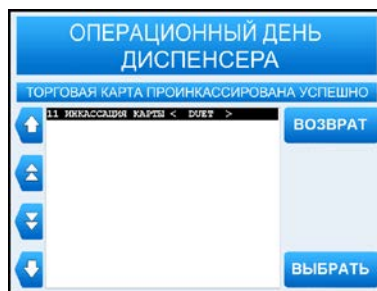 ОПЕРАЦИОННЫЙ ДЕНЬ
ДИСПЕНСЕРА
ТОРГОВАЯ КАРТА ПРОИНКАССИРОВАНА УСПЕШНО
11 ИНКАССАЦИЯ КАРТЫ < DUET >
ВОЗВРАТ
ВЫБРАТЬ